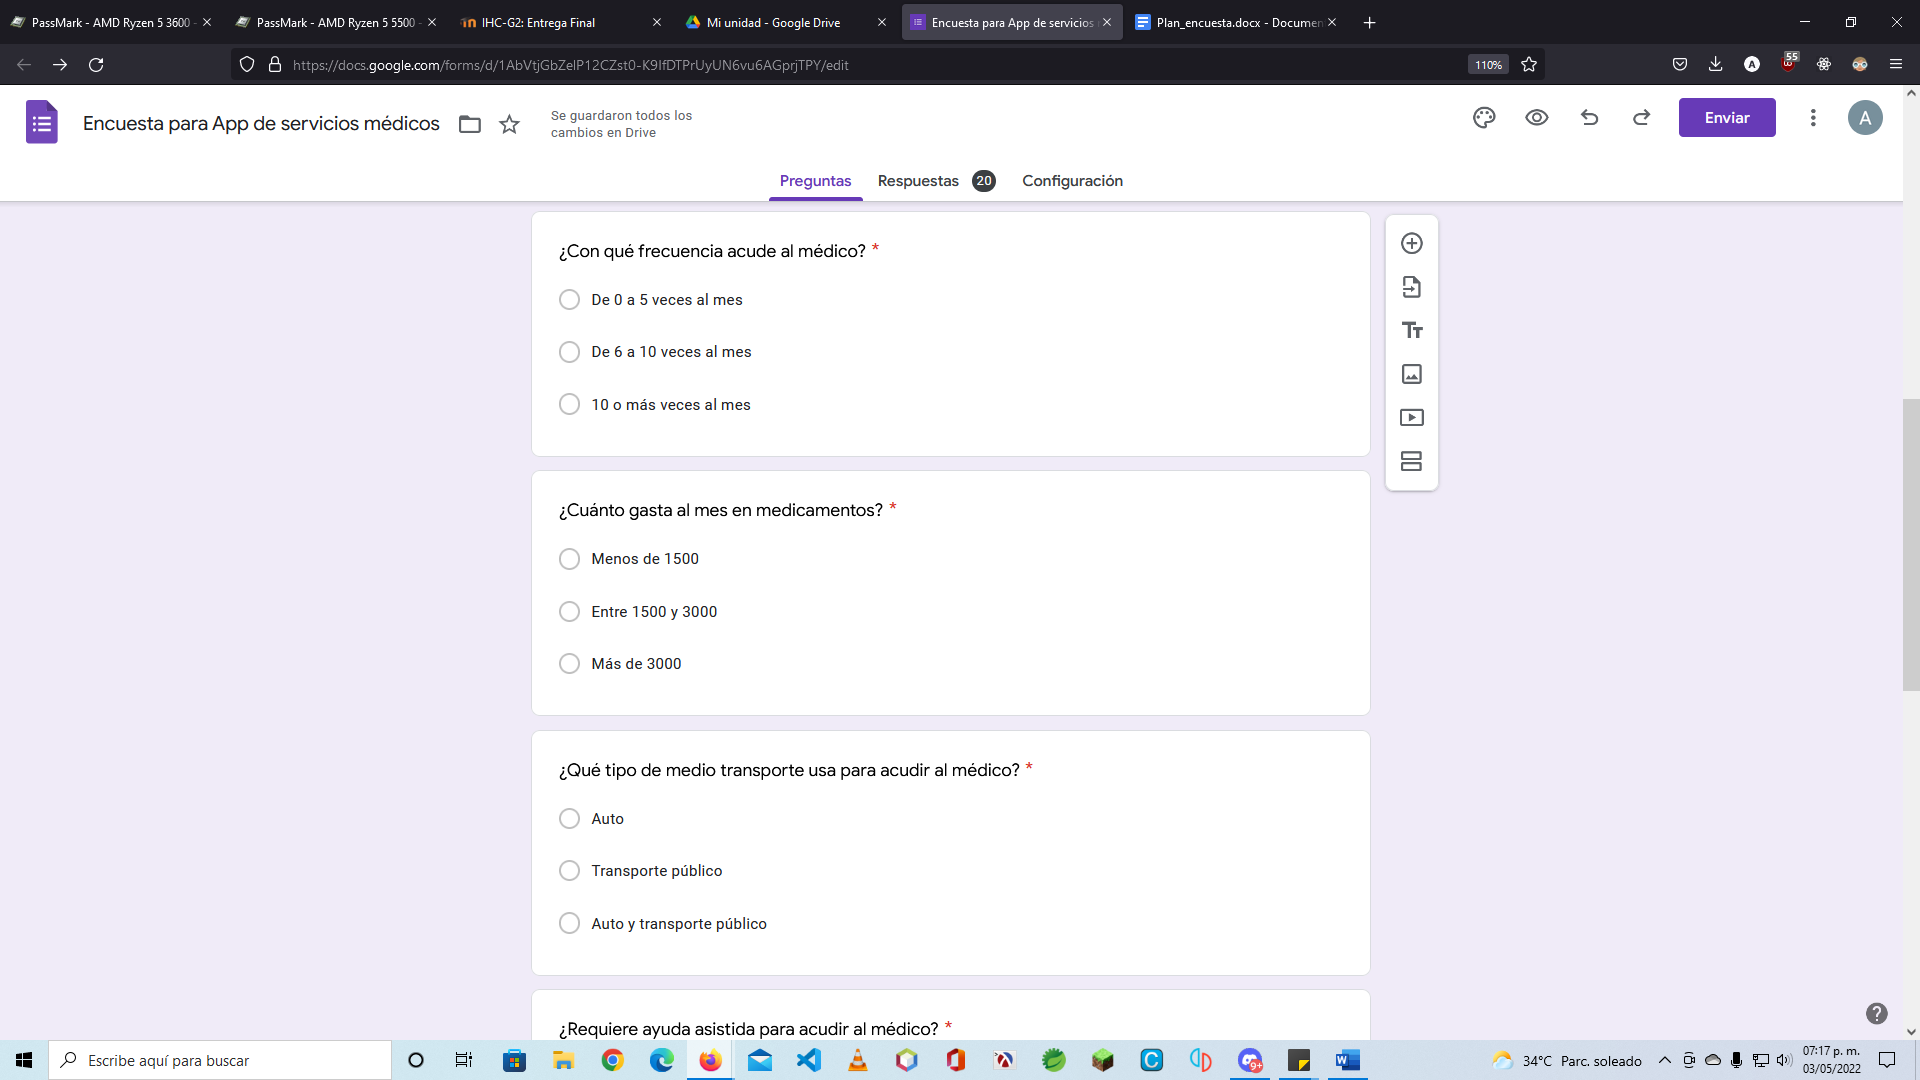 PassMark - AMD Ryzen 5 3600 -
PassMark - AMD Ryzen 5 5500 -
IHC-G2: Entrega Final
Mi unidad - Google Drive
Encuesta para App de servicios
Plan_encuesta.docx - Documen
https://docs.google.com/forms/d/1AbVtjGbZelP12CZst0-K9IfDTPrUyUN6vu6AGprjTPY/edit
110%
55
Encuesta para App de servicios médicos
Se guardaron todos los
cambios en Drive
Enviar
A
Preguntas
Respuestas 20
Configuración
¿Con qué frecuencia acude al médico? *
De 0 a 5 veces al mes
De 6 a 10 veces al mes
10 o más veces al mes
¿Cuánto gasta al mes en medicamentos? *
Menos de 1500
Entre 1500 y 3000
Más de 3000
¿Qué tipo de medio transporte usa para acudir al médico? *
Auto
Transporte público
Auto y transporte público
¿Requiere ayuda asistida para acudir al médico? *
Escribe aquí para buscar
9+
34°C Parc. soleado
07:17 p. m.
03/05/2022